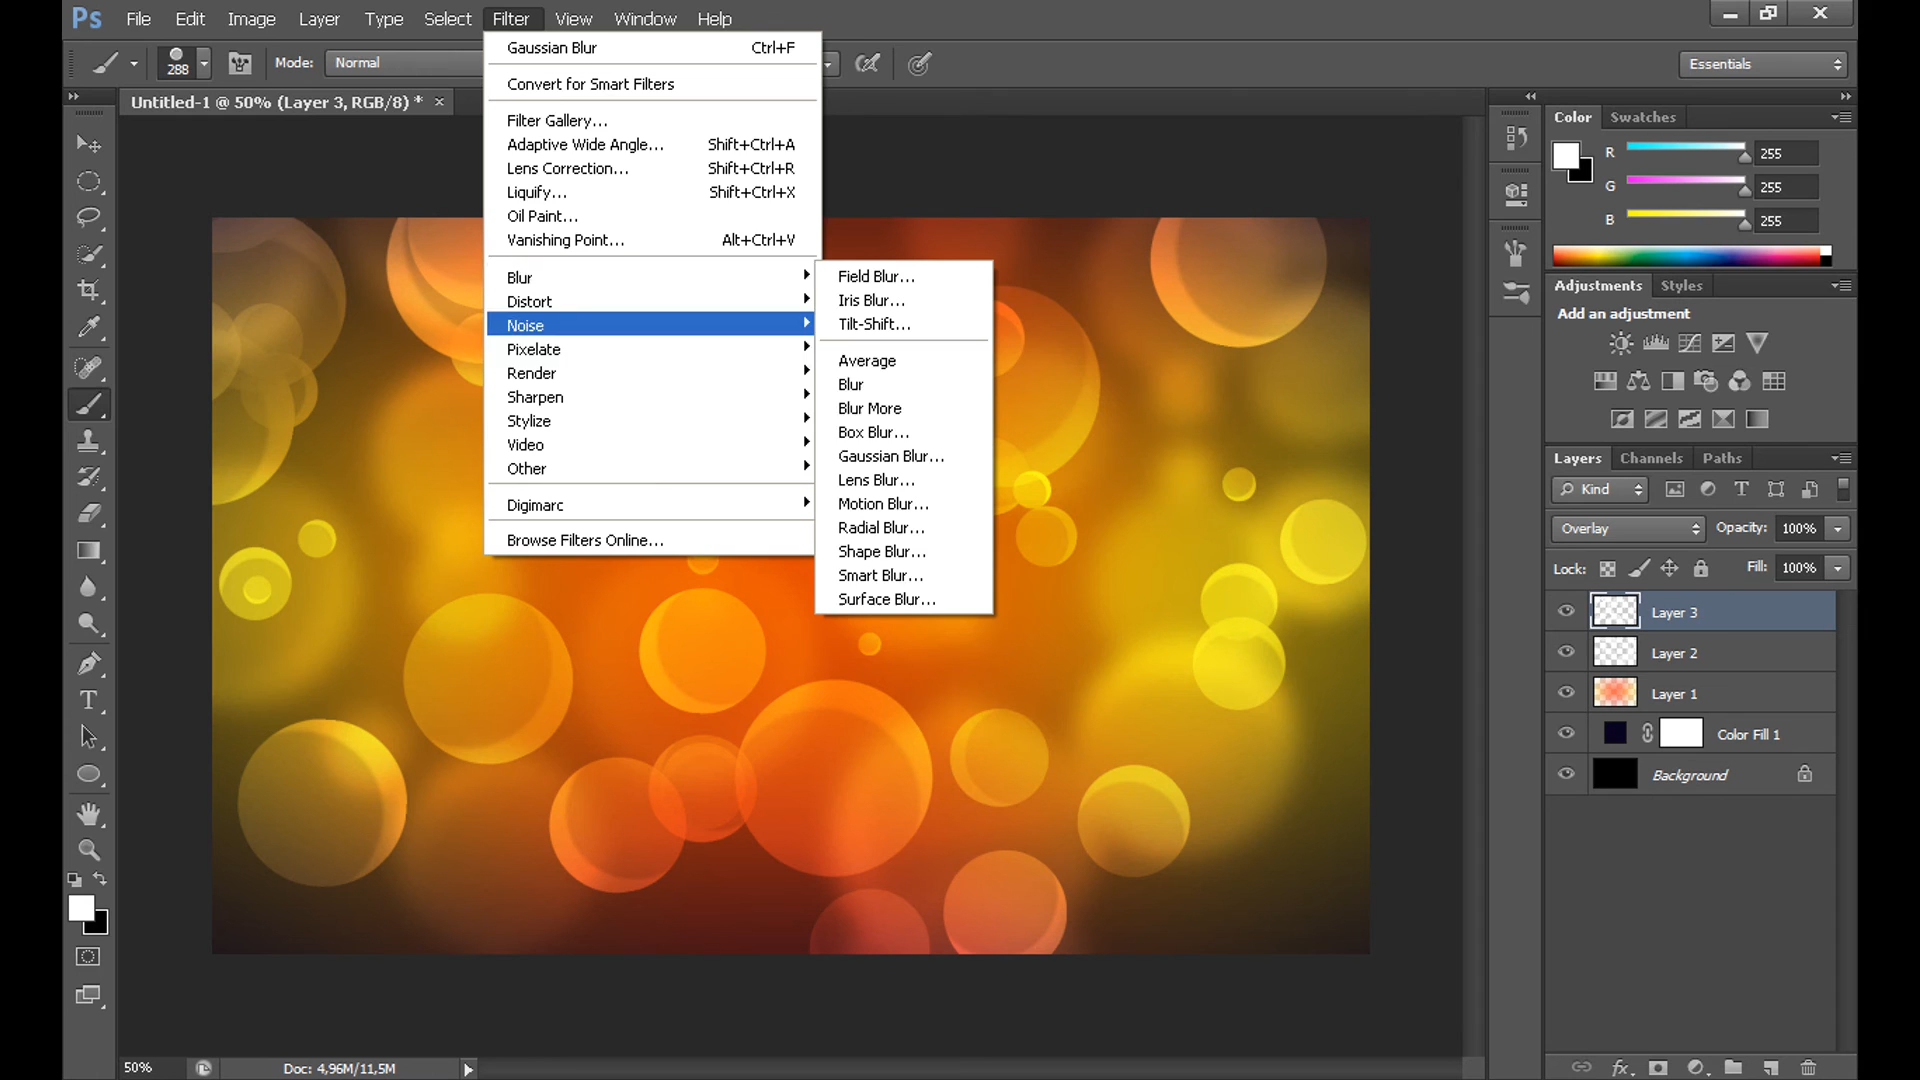 Ps File Edit Image Layer Type Select Filter View Window Help
288 Mode: Normal Essentials
Untitled-1 @ 50% (Layer 3, RGB/8) * ×
Gaussian Blur Ctrl+F
Convert for Smart Filters
Filter Gallery...
Adaptive Wide Angle... Shift+Ctrl+A
Lens Correction... Shift+Ctrl+R
Liquify... Shift+Ctrl+X
Oil Paint...
Vanishing Point... Alt+Ctrl+V
Blur
Distort
Noise
Pixelate
Render
Sharpen
Stylize
Video
Other
Digimarc
Browse Filters Online...
Field Blur...
Iris Blur...
Tilt-Shift...
Average
Blur
Blur More
Box Blur...
Gaussian Blur...
Lens Blur...
Motion Blur...
Radial Blur...
Shape Blur...
Smart Blur...
Surface Blur...
Color Swatches
R 255
G 255
B 255
Adjustments Styles
Add an adjustment
Layers Channels Paths
Kind
Overlay Opacity: 100%
Lock: Fill: 100%
Layer 3
Layer 2
Layer 1
Color Fill 1
Background
50% Doc: 4,96M/11,5M